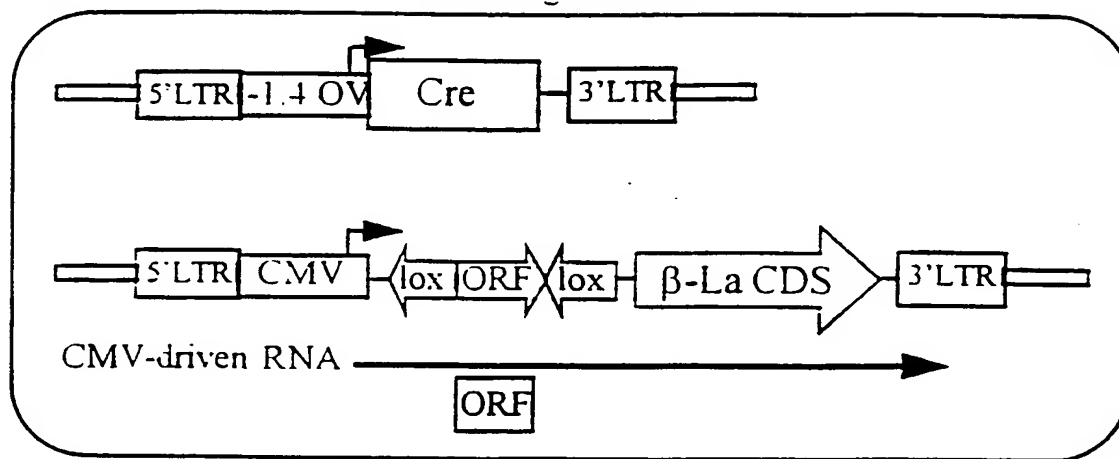 5'LTR -1.4 OV Cre 3'LTR
5'LTR CMV lox ORF lox β-La CDS 3'LTR
CMV-driven RNA
ORF